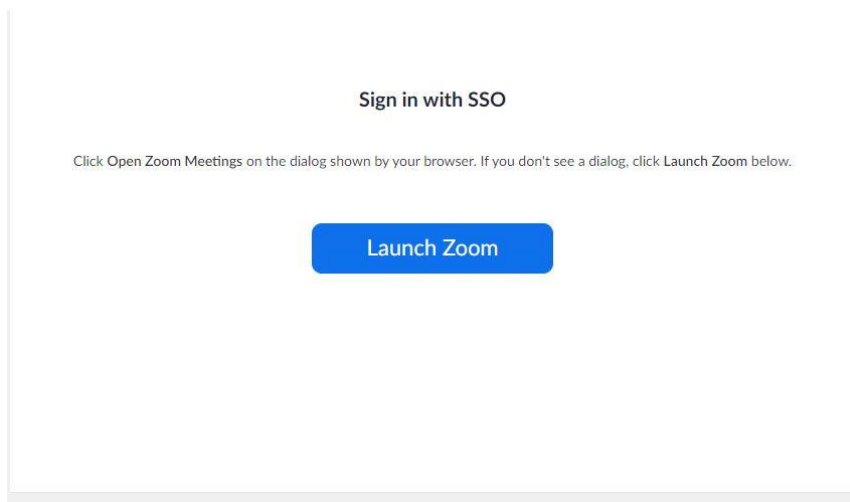 Sign in with SSO
Click Open Zoom Meetings on the dialog shown by your browser. If you don't see a dialog, click Launch Zoom below.
Launch Zoom